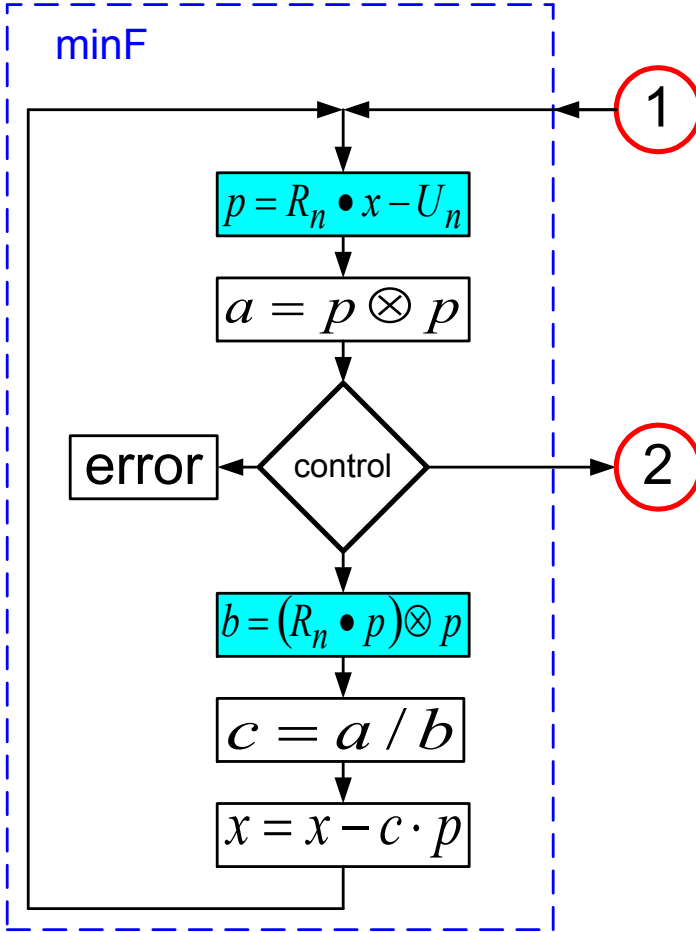 minF
1
p = Rₙ • x − Uₙ
a = p ⊗ p
error
control
2
b = (Rₙ • p) ⊗ p
c = a / b
x = x − c · p